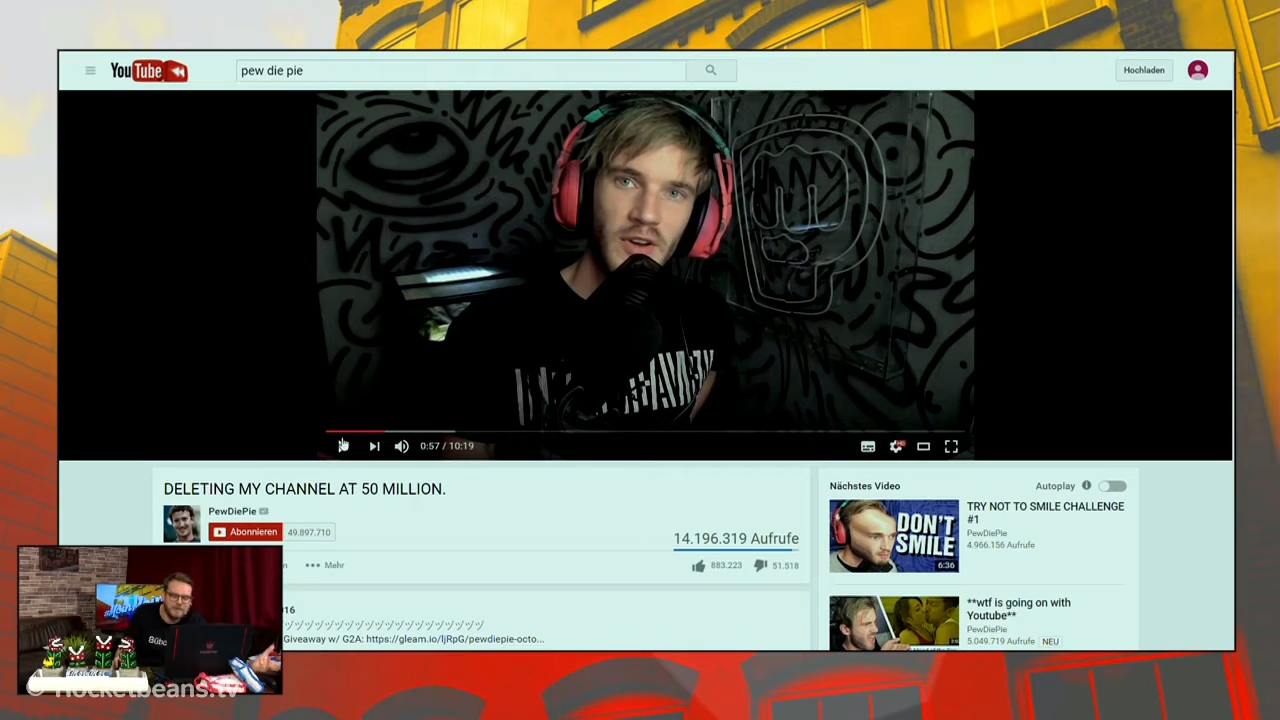 YouTube
pew die pie
Hochladen
0:57 / 10:19
HD
DELETING MY CHANNEL AT 50 MILLION.
PewDiePie
Abonnieren 49.897.710
14.196.319 Aufrufe
Mehr
883.223 51.518
Giveaway w/ G2A: https://gleam.io/ljRpG/pewdiepie-octo...
Nächstes Video
Autoplay
DON'T
SMILE
6:36
TRY NOT TO SMILE CHALLENGE
#1
PewDiePie
4.966.156 Aufrufe
**wtf is going on with
Youtube**
PewDiePie
5.049.719 Aufrufe NEU
© rocketbeans.tv